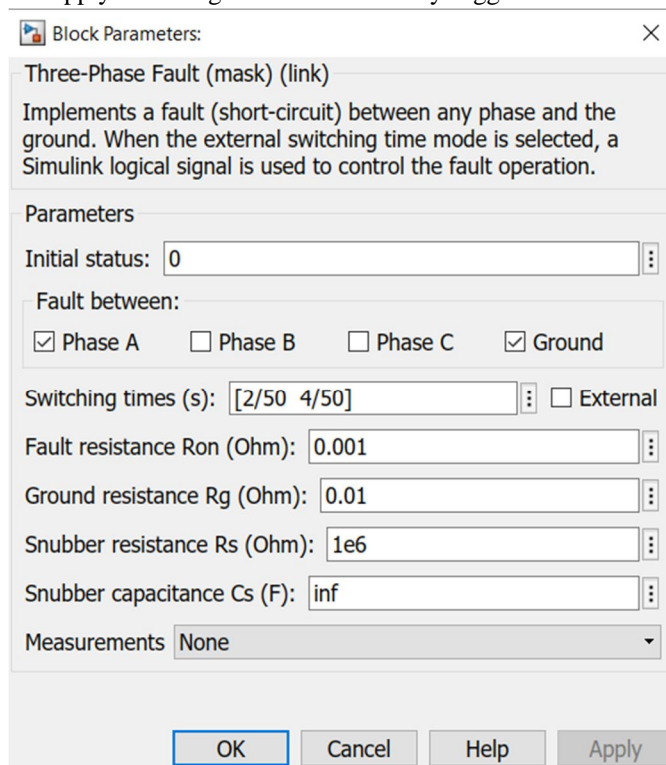 Block Parameters:
Three-Phase Fault (mask) (link)
Implements a fault (short-circuit) between any phase and the
ground. When the external switching time mode is selected, a
Simulink logical signal is used to control the fault operation.
Parameters
Initial status: 0
Fault between:
Phase A Phase B Phase C Ground
Switching times (s): [2/50 4/50] External
Fault resistance Ron (Ohm): 0.001
Ground resistance Rg (Ohm): 0.01
Snubber resistance Rs (Ohm): 1e6
Snubber capacitance Cs (F): inf
Measurements None
OK Cancel Help Apply